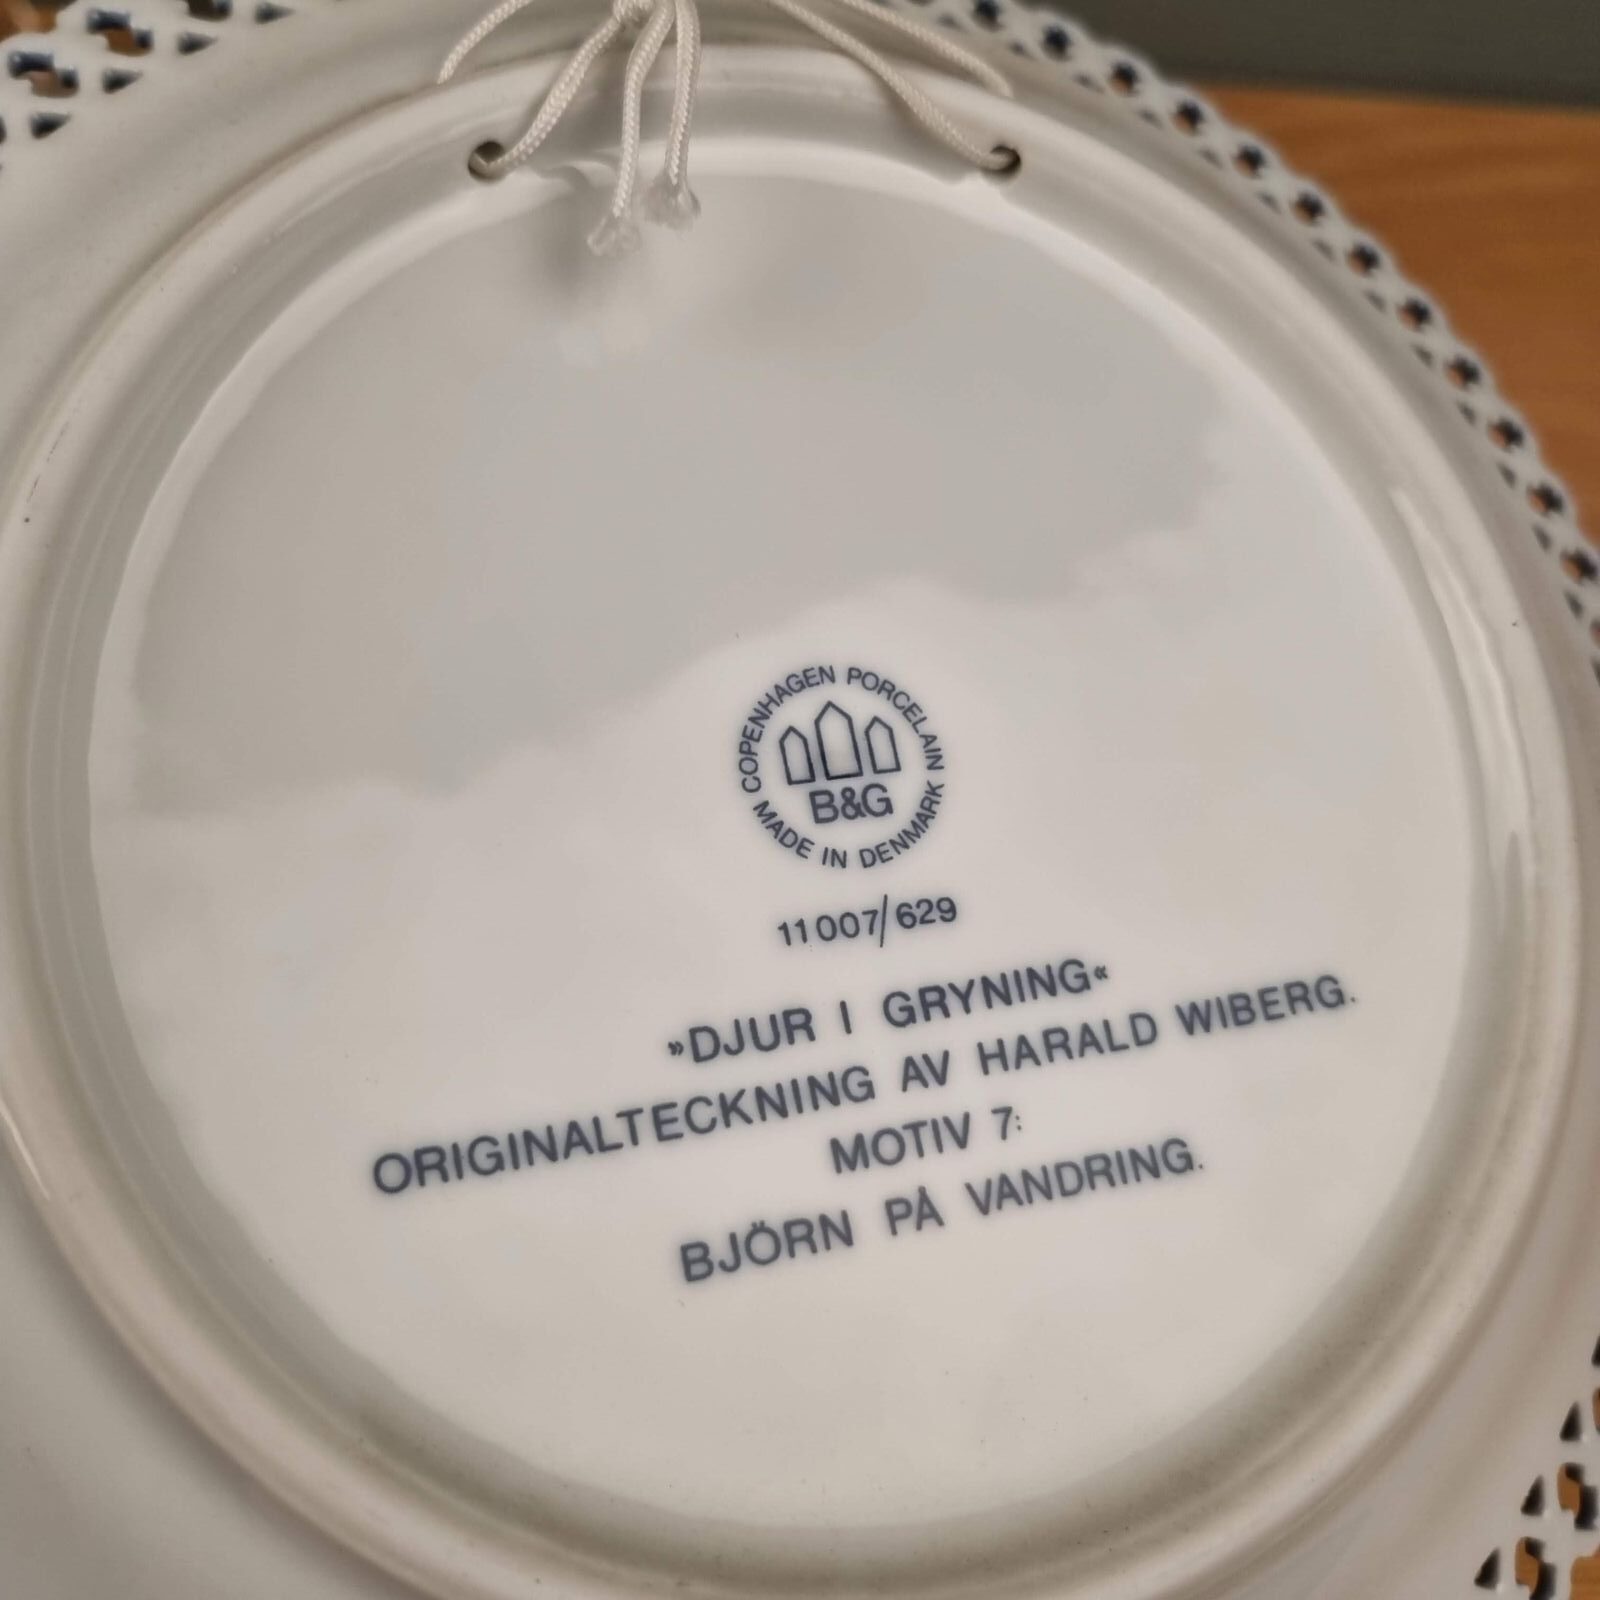 COPENHAGEN PORCELAIN
B&G
MADE IN DENMARK
11007/629
»DJUR I GRYNING«
ORIGINALTECKNING AV HARALD WIBERG.
MOTIV 7:
BJÖRN PÅ VANDRING.